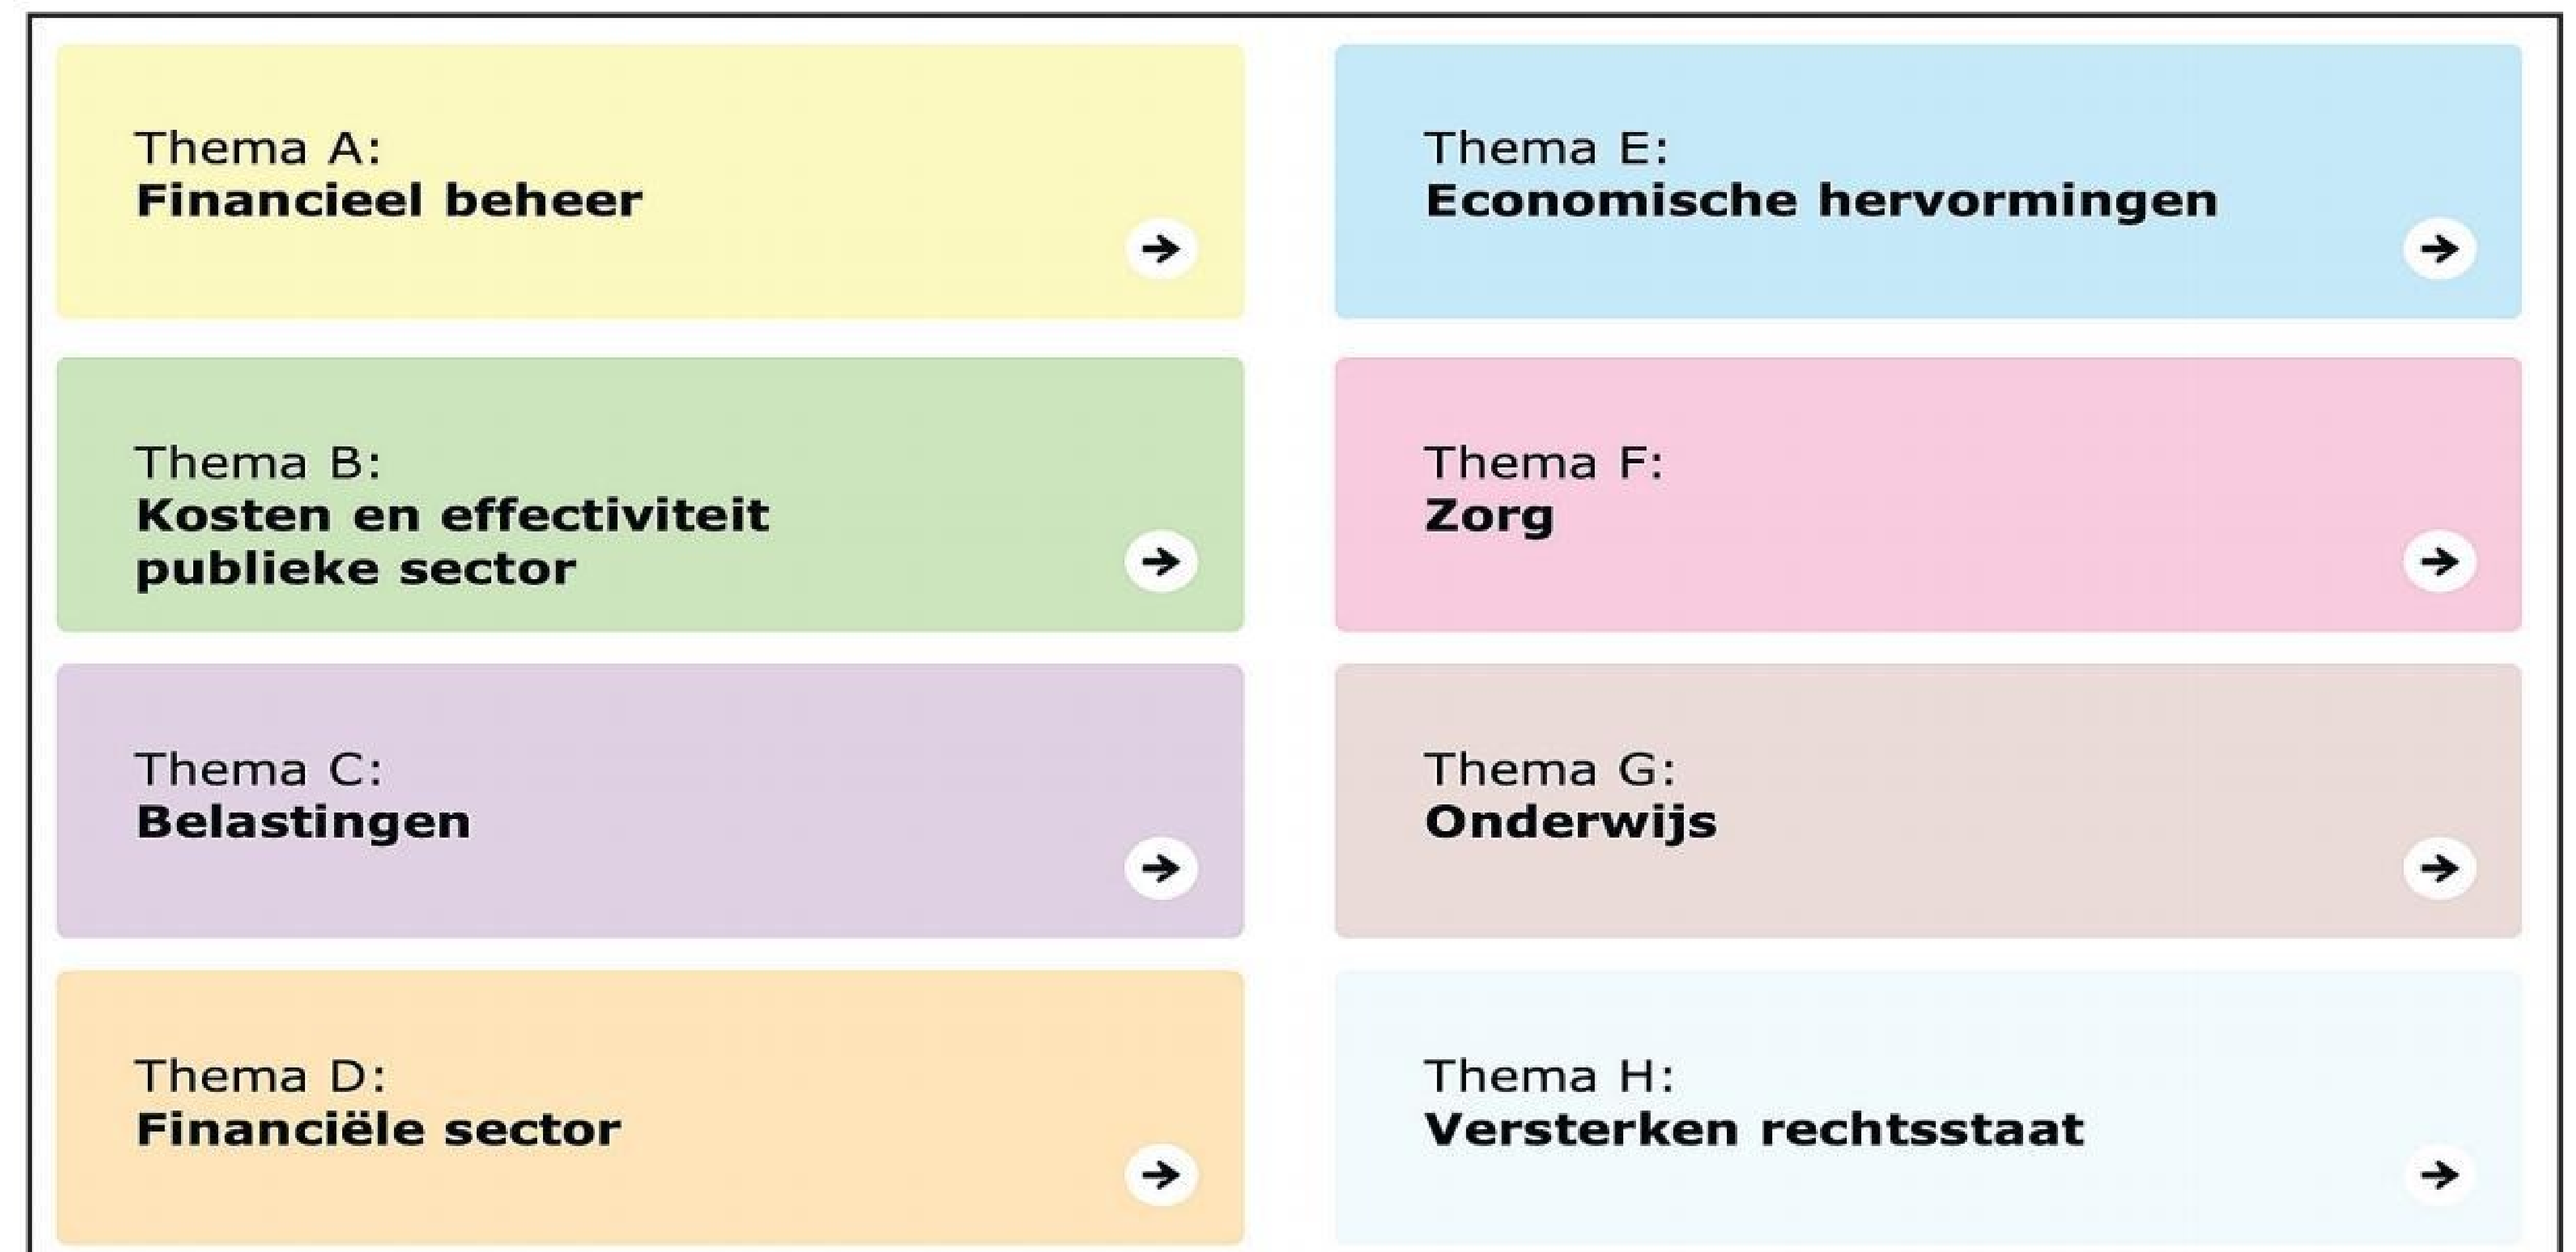 Thema A:
Financieel beheer
Thema B:
Kosten en effectiviteit
publieke sector
Thema C:
Belastingen
Thema D:
Financiële sector
Thema E:
Economische hervormingen
Thema F:
Zorg
Thema G:
Onderwijs
Thema H:
Versterken rechtsstaat